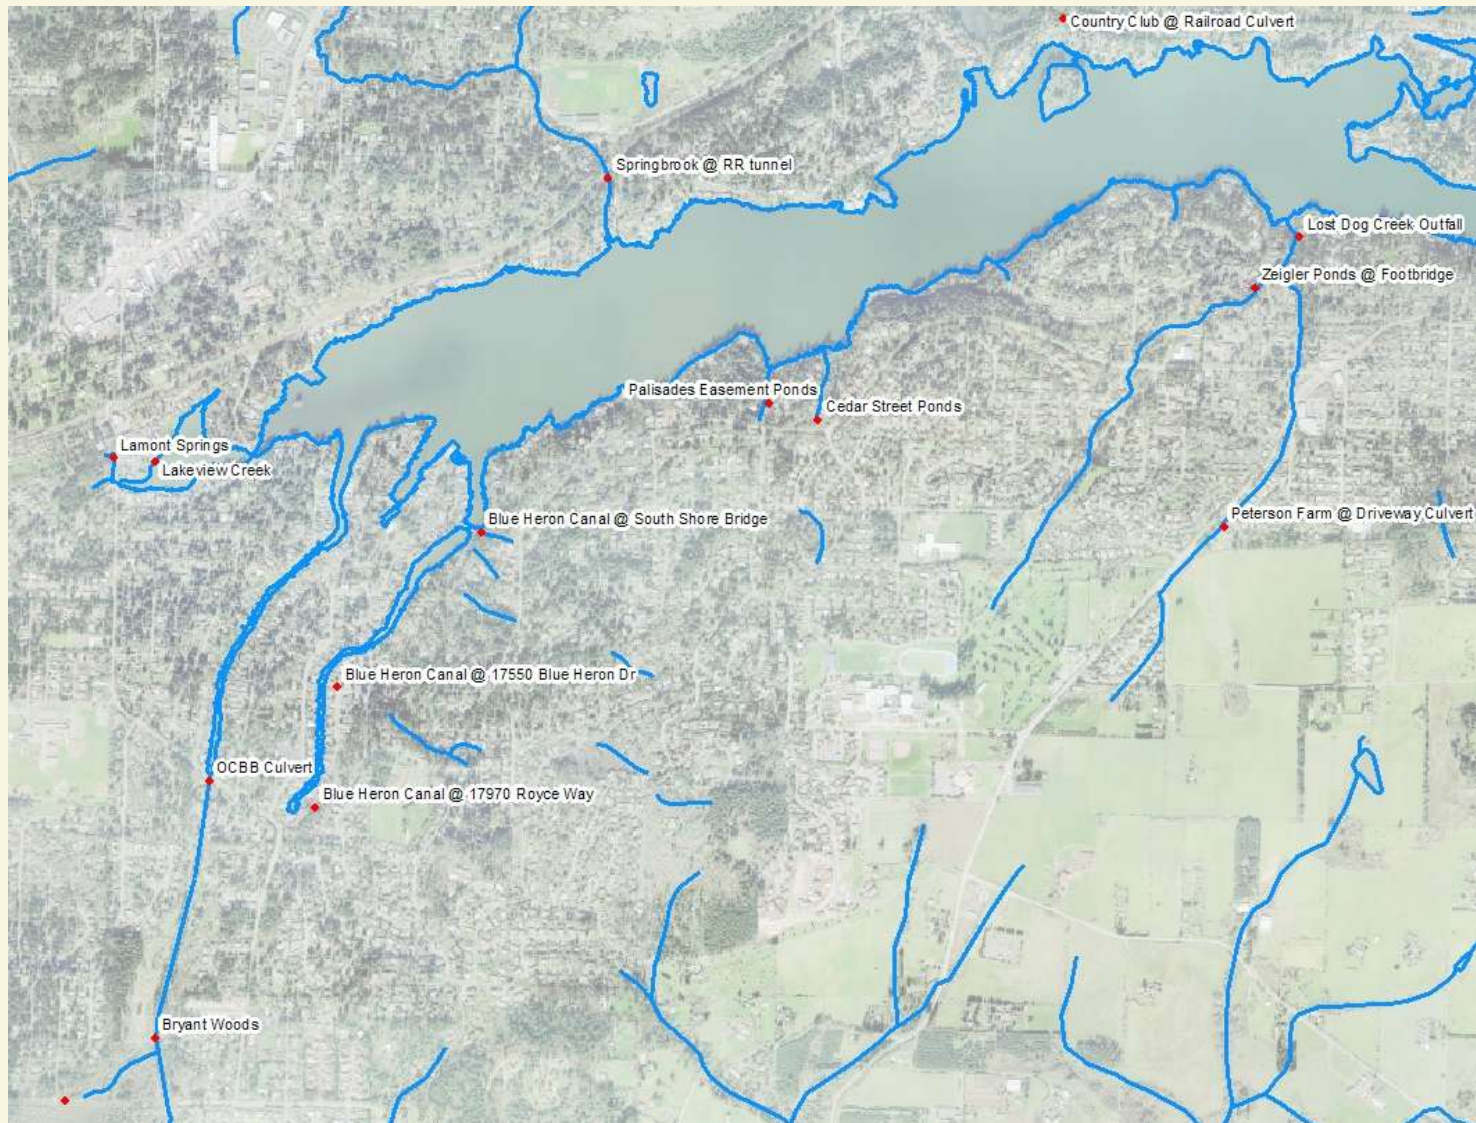 Country Club @ Railroad Culvert
Springbrook @ RR tunnel
Lost Dog Creek Outfall
Zeigler Ponds @ Footbridge
Palisades Easement Ponds
Cedar Street Ponds
Lamont Springs
Lakeview Creek
Blue Heron Canal @ South Shore Bridge
Peterson Farm @ Driveway Culvert
Blue Heron Canal @ 17550 Blue Heron Dr
OCBB Culvert
Blue Heron Canal @ 17970 Royce Way
Bryant Woods